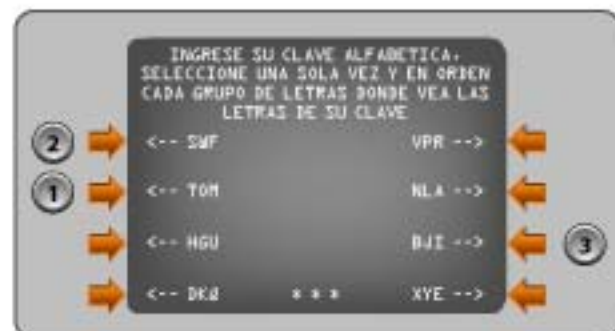 INGRESE SU CLAVE ALFABETICA.
SELECCIONE UNA SOLA VEZ Y EN ORDEN
CADA GRUPO DE LETRAS DONDE VEA LAS
LETRAS DE SU CLAVE
2 <-- SWF VPR -->
1 <-- TOM NLA -->
<-- HGU BJI --> 3
<-- DKØ * * * XYE -->